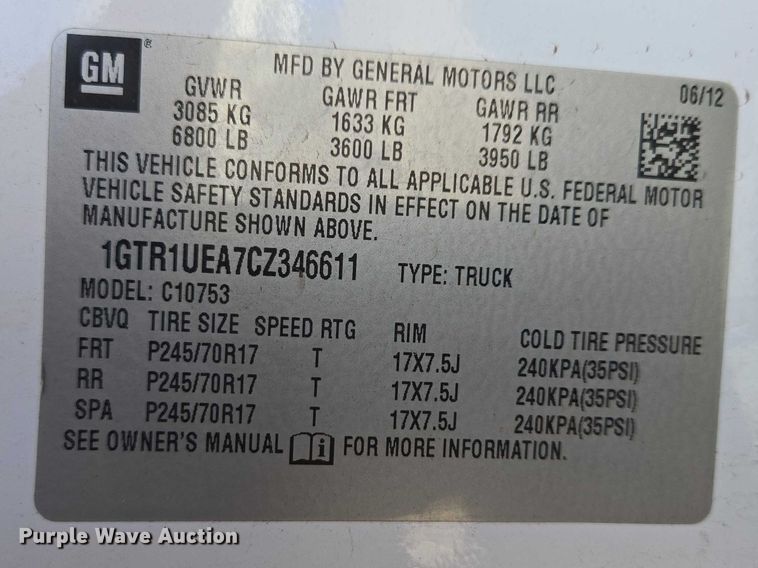 GM ®
MFD BY GENERAL MOTORS LLC
06/12
GVWR GAWR FRT GAWR RR
3085 KG 1633 KG 1792 KG
6800 LB 3600 LB 3950 LB
THIS VEHICLE CONFORMS TO ALL APPLICABLE U.S. FEDERAL MOTOR
VEHICLE SAFETY STANDARDS IN EFFECT ON THE DATE OF
MANUFACTURE SHOWN ABOVE.
1GTR1UEA7CZ346611 TYPE: TRUCK
MODEL: C10753
CBVQ TIRE SIZE SPEED RTG RIM COLD TIRE PRESSURE
FRT P245/70R17 T 17X7.5J 240KPA(35PSI)
RR P245/70R17 T 17X7.5J 240KPA(35PSI)
SPA P245/70R17 T 17X7.5J 240KPA(35PSI)
SEE OWNER'S MANUAL i FOR MORE INFORMATION.
Purple Wave Auction